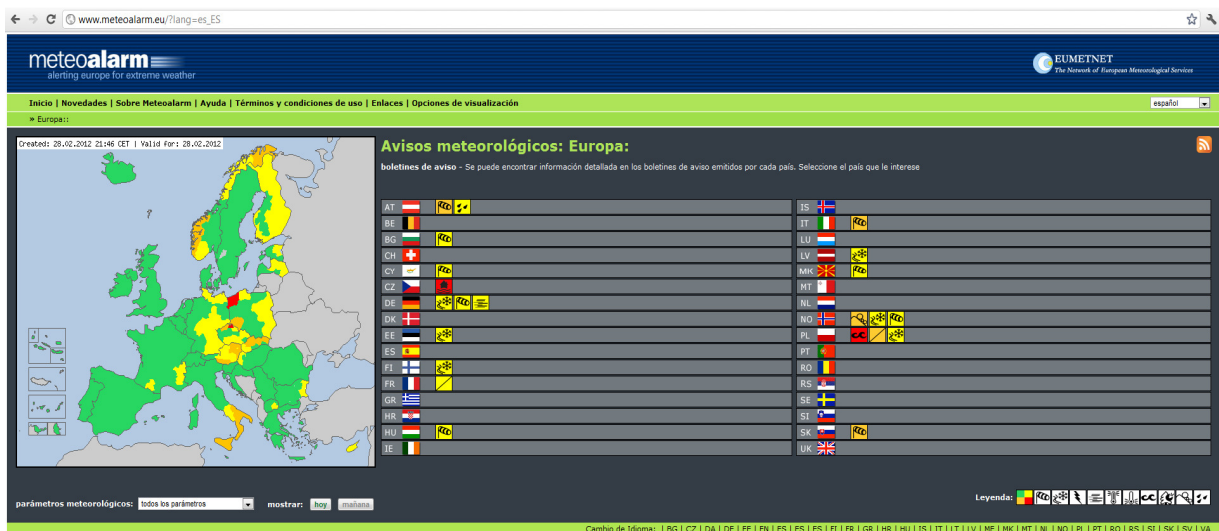 www.meteoalarm.eu/?lang=es_ES
meteoalarm
alerting europe for extreme weather
EUMETNET
The Network of European Meteorological Services
Inicio | Novedades | Sobre Meteoalarm | Ayuda | Términos y condiciones de uso | Enlaces | Opciones de visualización
español
» Europa::
Created: 28.02.2012 21:46 CET | Valid for: 28.02.2012
Avisos meteorológicos: Europa:
boletines de aviso - Se puede encontrar información detallada en los boletines de aviso emitidos por cada país. Seleccione el país que le interese
AT
BE
BG
CH
CY
CZ
DE
DK
EE
ES
FI
FR
GR
HR
HU
IE
IS
IT
LU
LV
MK
MT
NL
NO
PL
PT
RO
RS
SE
SI
SK
UK
Leyenda:
parámetros meteorológicos: todos los parámetros mostrar: hoy mañana
Cambio de Idioma: | BG | CZ | DA | DE | EE | EN | ES | ES | ES | FI | FR | GR | HR | HU | IS | IT | LT | LV | ME | MK | MT | NL | NO | PL | PT | RO | RS | SI | SK | SV | VA